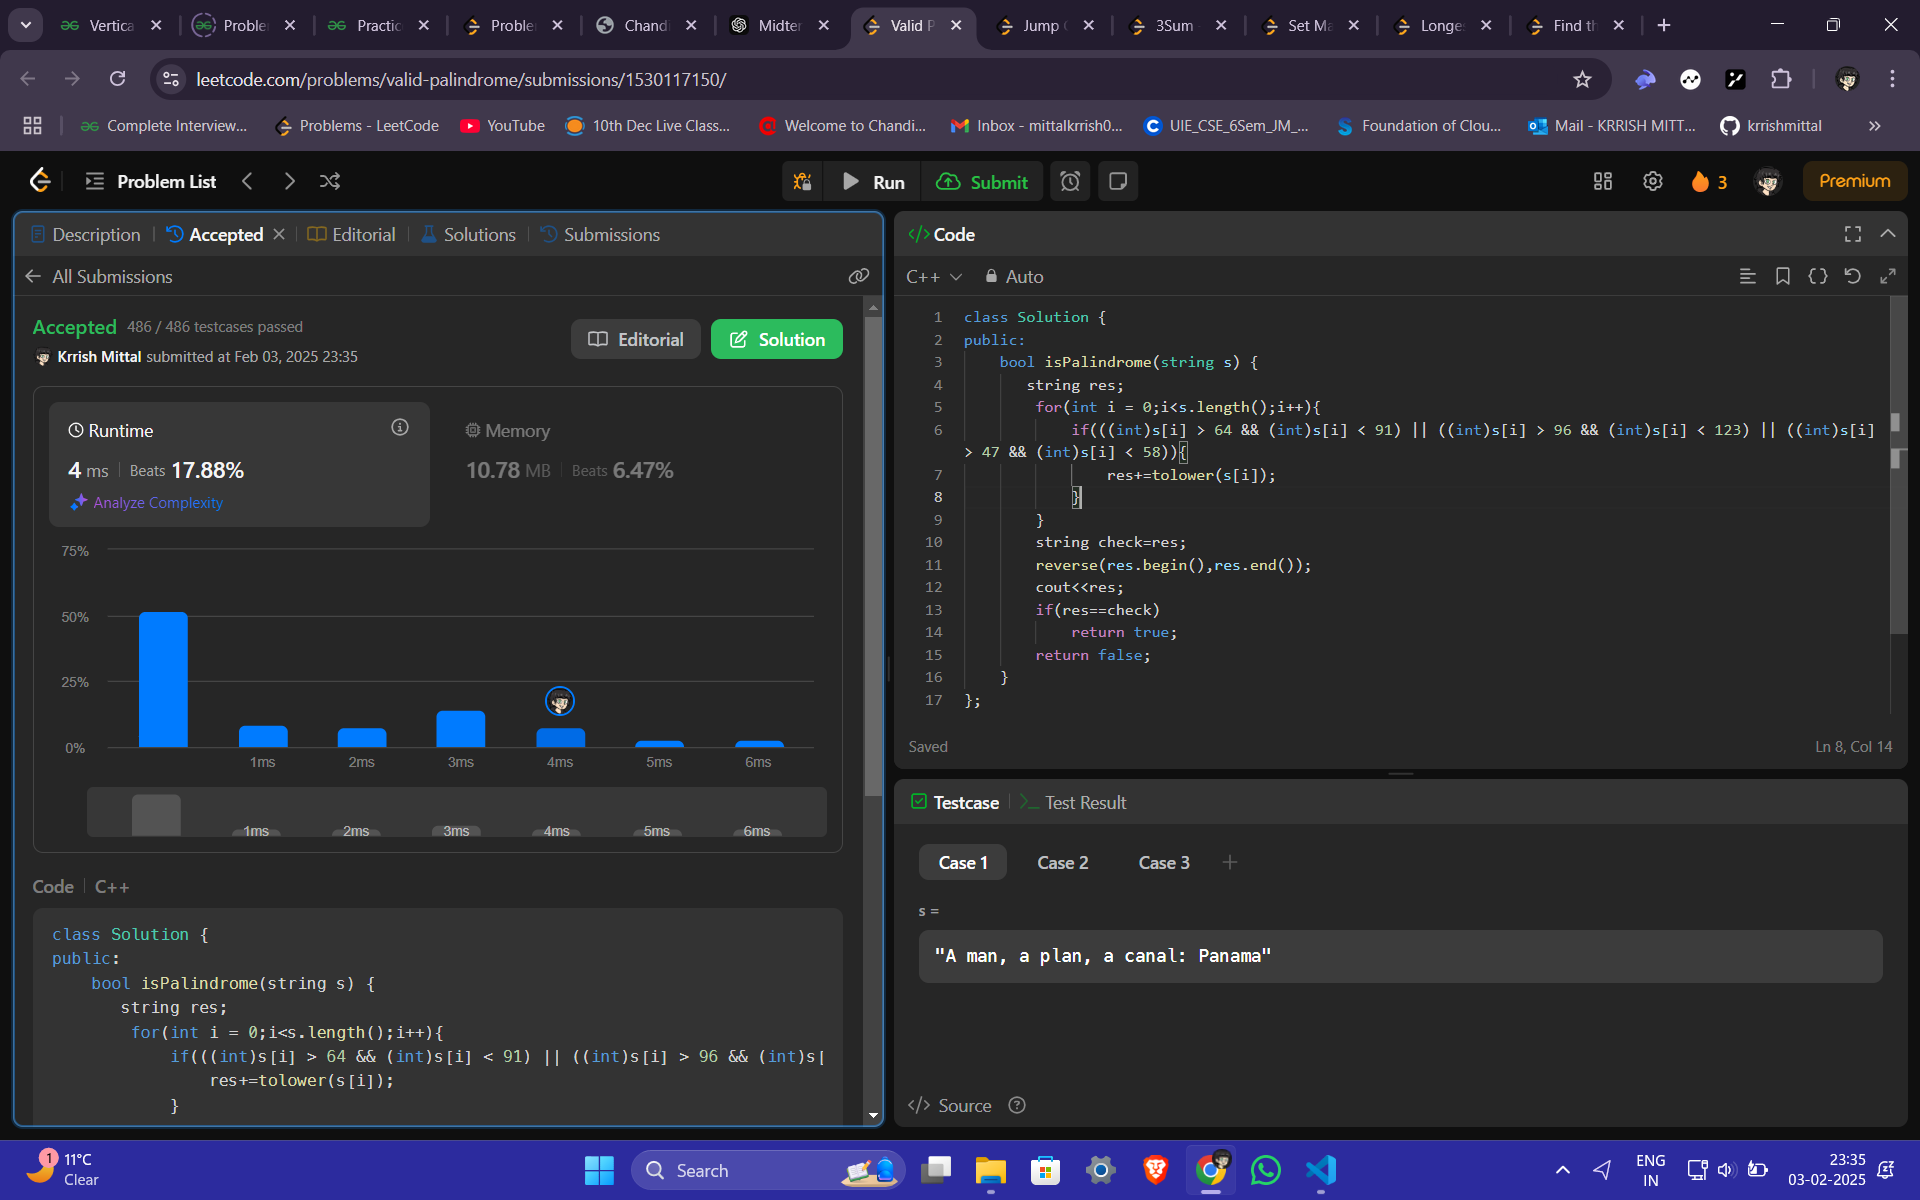 Vertica
Proble
Practic
Proble
Chandi
Midter
Valid P
Jump
3Sum
Set Ma
Longe
Find th
leetcode.com/problems/valid-palindrome/submissions/1530117150/
Complete Interview...
Problems - LeetCode
YouTube
10th Dec Live Class...
Welcome to Chandi...
Inbox - mittalkrrish0...
UIE_CSE_6Sem_JM_...
Foundation of Clou...
Mail - KRRISH MITT...
krrishmittal
Problem List
Run
Submit
3
Premium
Description
Accepted
Editorial
Solutions
Submissions
All Submissions
Accepted 486 / 486 testcases passed
Krrish Mittal submitted at Feb 03, 2025 23:35
Editorial
Solution
Runtime
4 ms | Beats 17.88%
Analyze Complexity
Memory
10.78 MB | Beats 6.47%
75%
50%
25%
0%
1ms 2ms 3ms 4ms 5ms 6ms
1ms 2ms 3ms 4ms 5ms 6ms
Code | C++
class Solution {
public:
bool isPalindrome(string s) {
string res;
for(int i = 0;i<s.length();i++){
if(((int)s[i] > 64 && (int)s[i] < 91) || ((int)s[i] > 96 && (int)s[
res+=tolower(s[i]);
}
</> Code
C++
Auto
1 class Solution {
2 public:
3 bool isPalindrome(string s) {
4 string res;
5 for(int i = 0;i<s.length();i++){
6 if(((int)s[i] > 64 && (int)s[i] < 91) || ((int)s[i] > 96 && (int)s[i] < 123) || ((int)s[i]
> 47 && (int)s[i] < 58)){
7 res+=tolower(s[i]);
8 }
9 }
10 string check=res;
11 reverse(res.begin(),res.end());
12 cout<<res;
13 if(res==check)
14 return true;
15 return false;
16 }
17 };
Saved
Ln 8, Col 14
Testcase
Test Result
Case 1
Case 2
Case 3
s =
"A man, a plan, a canal: Panama"
</> Source
1
11°C
Clear
Search
ENG
IN
23:35
03-02-2025